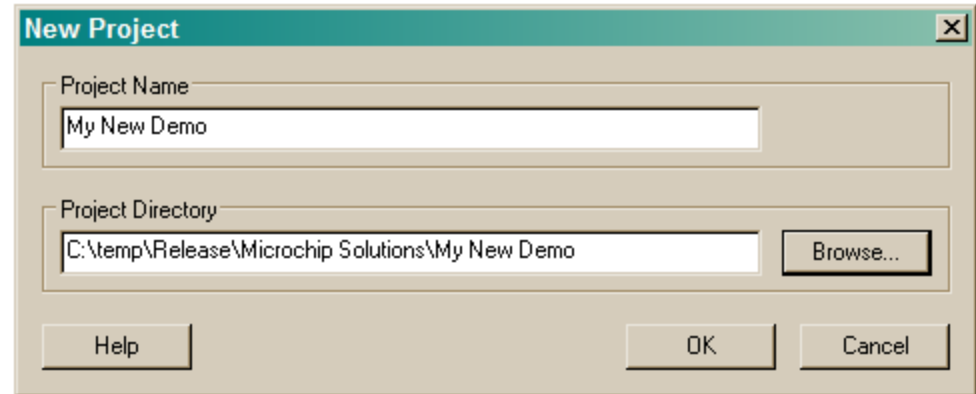 New Project
Project Name
My New Demo
Project Directory
C:\temp\Release\Microchip Solutions\My New Demo
Browse...
Help
OK
Cancel